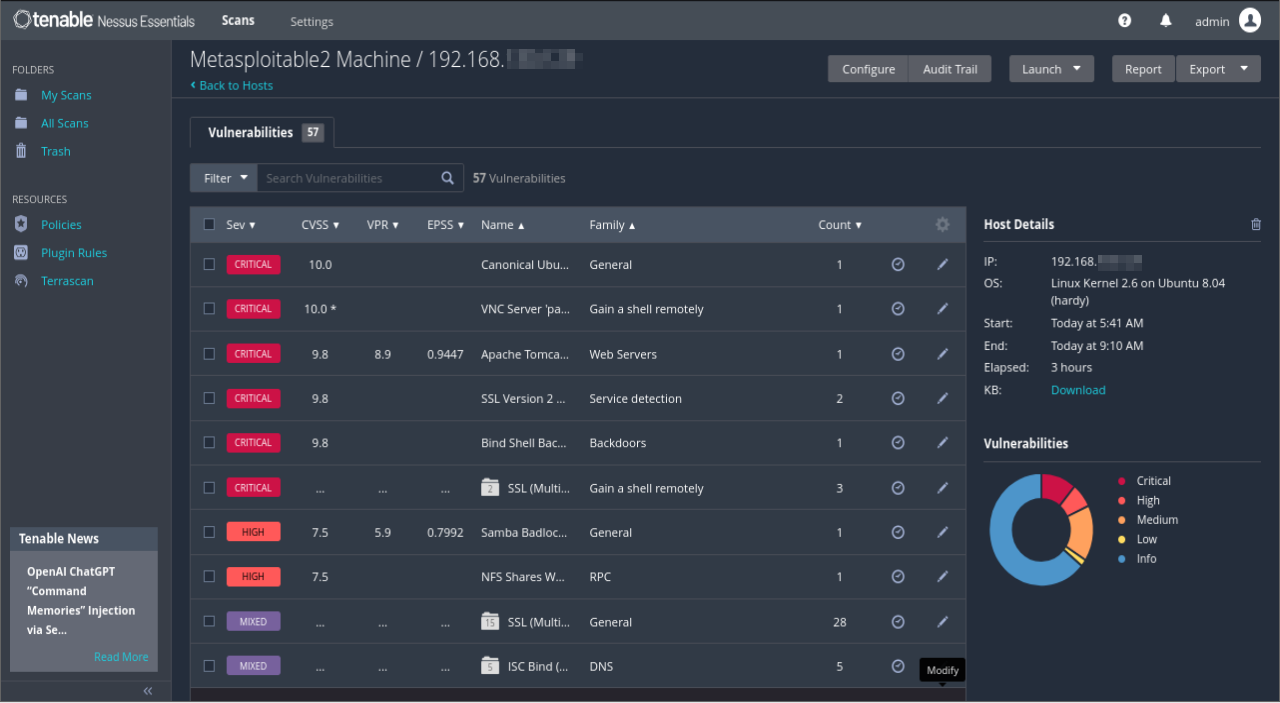 tenable Nessus Essentials Scans Settings admin
FOLDERS
My Scans
All Scans
Trash
RESOURCES
Policies
Plugin Rules
Terrascan
Tenable News
OpenAI ChatGPT
“Command
Memories” Injection
via Se...
Read More
Metasploitable2 Machine / 192.168.
Back to Hosts
Configure Audit Trail Launch Report Export
Vulnerabilities 57
Filter Search Vulnerabilities 57 Vulnerabilities
Sev CVSS VPR EPSS Name Family Count
CRITICAL 10.0 Canonical Ubu... General 1
CRITICAL 10.0 * VNC Server 'pa... Gain a shell remotely 1
CRITICAL 9.8 8.9 0.9447 Apache Tomca... Web Servers 1
CRITICAL 9.8 SSL Version 2 ... Service detection 2
CRITICAL 9.8 Bind Shell Bac... Backdoors 1
CRITICAL ... ... ... 2 SSL (Multi... Gain a shell remotely 3
HIGH 7.5 5.9 0.7992 Samba Badloc... General 1
HIGH 7.5 NFS Shares W... RPC 1
MIXED ... ... ... 15 SSL (Multi... General 28
MIXED ... ... ... 5 ISC Bind (... DNS 5
Modify
Host Details
IP: 192.168.
OS: Linux Kernel 2.6 on Ubuntu 8.04
(hardy)
Start: Today at 5:41 AM
End: Today at 9:10 AM
Elapsed: 3 hours
KB: Download
Vulnerabilities
Critical
High
Medium
Low
Info